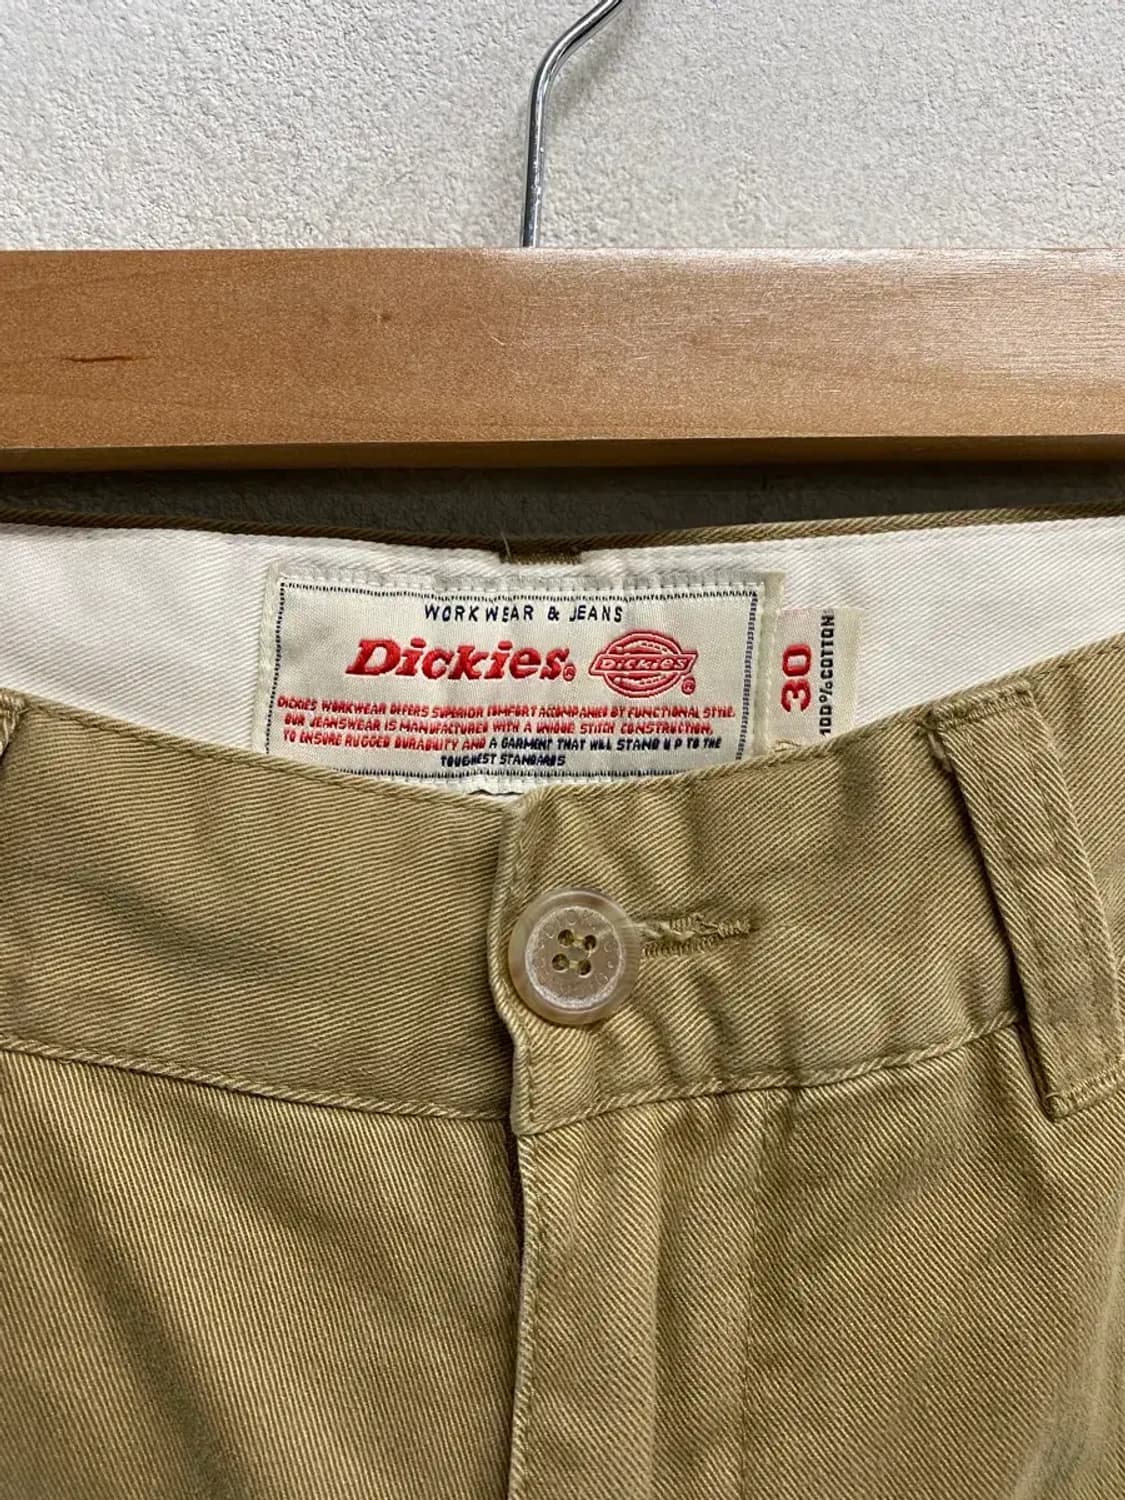 WORKWEAR & JEANS
Dickies®
DICKIES ®
DICKIES WORKWEAR OFFERS SUPERIOR COMFORT ACCOMPANIED BY FUNCTIONAL STYLE.
OUR JEANSWEAR IS MANUFACTURED WITH A UNIQUE STITCH CONSTRUCTION,
TO ENSURE RUGGED DURABILITY AND A GARMENT THAT WILL STAND UP TO THE
TOUGHEST STANDARDS
30
100% COTTON